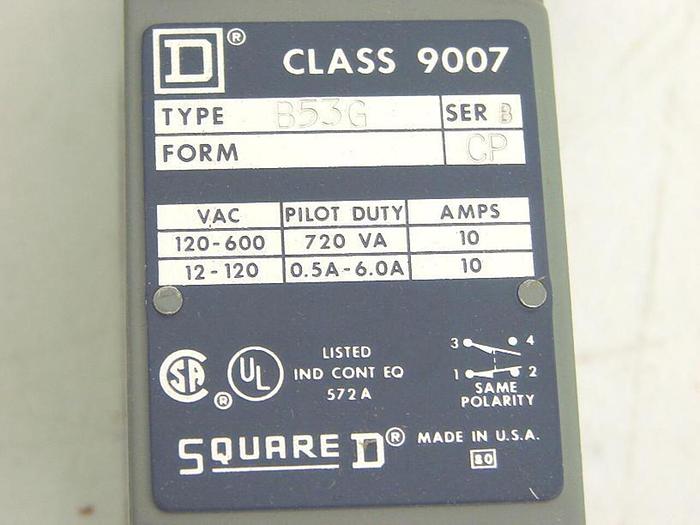 D ® CLASS 9007
TYPE B53G SER B
FORM CP
VAC PILOT DUTY AMPS
120-600 720 VA 10
12-120 0.5A-6.0A 10
3 4
1 2
SA ® UL LISTED
IND CONT EQ
572A
SAME
POLARITY
SQUARE D ® MADE IN U.S.A.
80